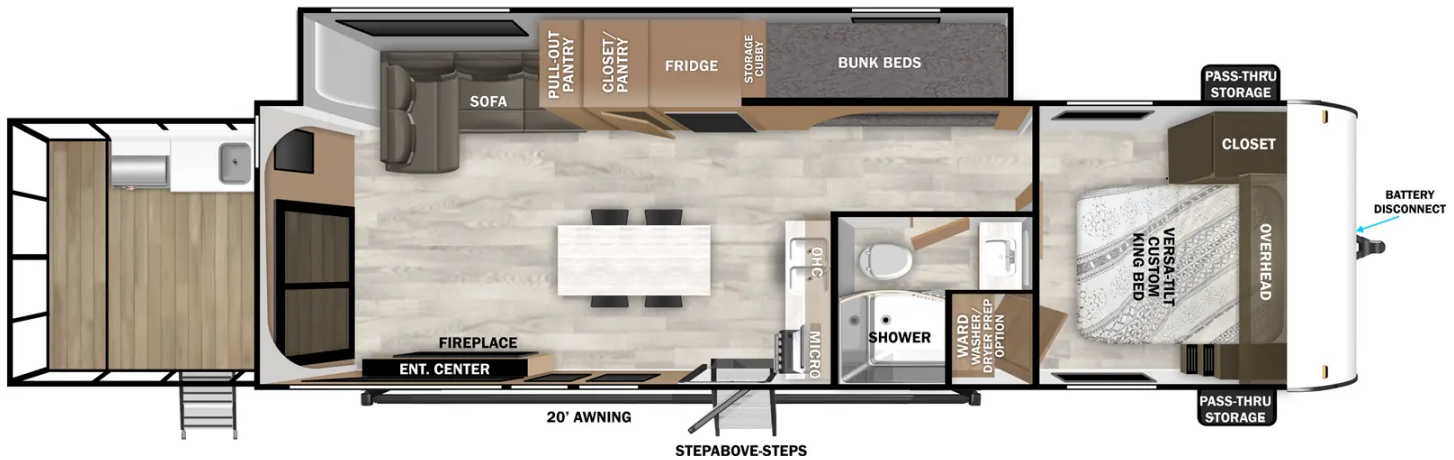 PULL-OUT
PANTRY
CLOSET/
PANTRY
FRIDGE
STORAGE
CUBBY
BUNK BEDS
SOFA
PASS-THRU
STORAGE
CLOSET
BATTERY
DISCONNECT
VERSA-TILT
CUSTOM
KING BED
OVERHEAD
OHC
MICRO
SHOWER
WARD
WASHER/
DRYER PREP
OPTION
FIREPLACE
ENT. CENTER
20' AWNING
STEPABOVE-STEPS
PASS-THRU
STORAGE